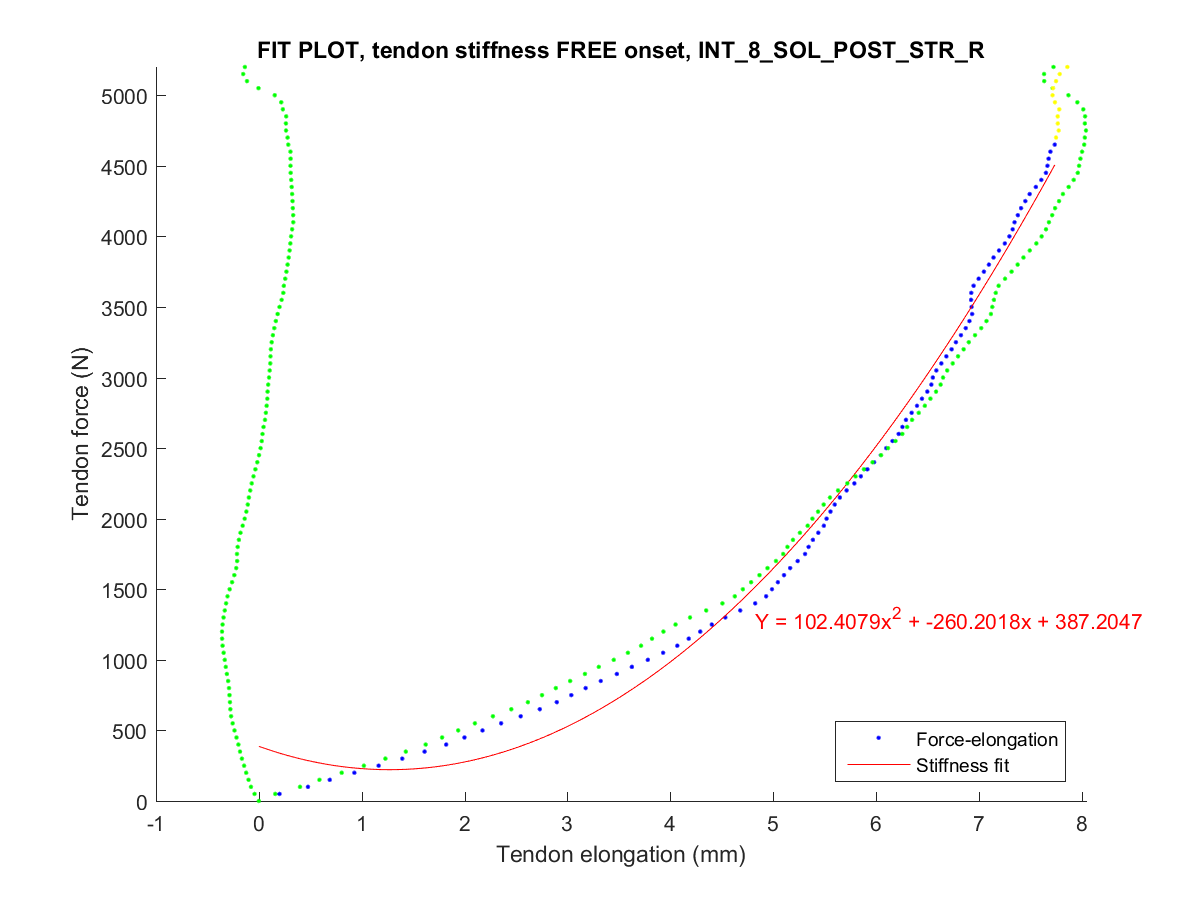 FIT PLOT, tendon stiffness FREE onset, INT_8_SOL_POST_STR_R
5000
4500
4000
3500
3000
2500
2000
1500
1000
500
0
Tendon force (N)
Y = 102.4079x² + -260.2018x + 387.2047
Force-elongation
Stiffness fit
-1 0 1 2 3 4 5 6 7 8
Tendon elongation (mm)